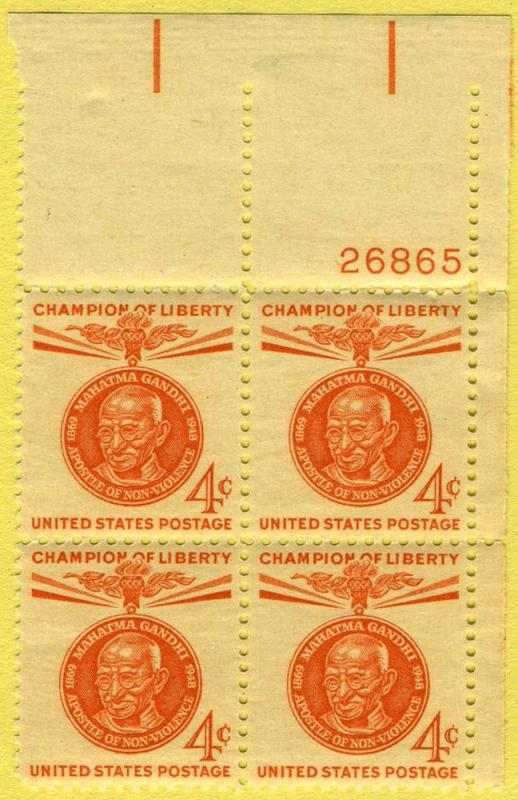 26865
CHAMPION OF LIBERTY
MAHATMA GANDHI
1869 1948
APOSTLE OF NON-VIOLENCE
4¢
UNITED STATES POSTAGE
CHAMPION OF LIBERTY
MAHATMA GANDHI
1869 1948
APOSTLE OF NON-VIOLENCE
4¢
UNITED STATES POSTAGE
CHAMPION OF LIBERTY
MAHATMA GANDHI
1869 1948
APOSTLE OF NON-VIOLENCE
4¢
UNITED STATES POSTAGE
CHAMPION OF LIBERTY
MAHATMA GANDHI
1869 1948
APOSTLE OF NON-VIOLENCE
4¢
UNITED STATES POSTAGE